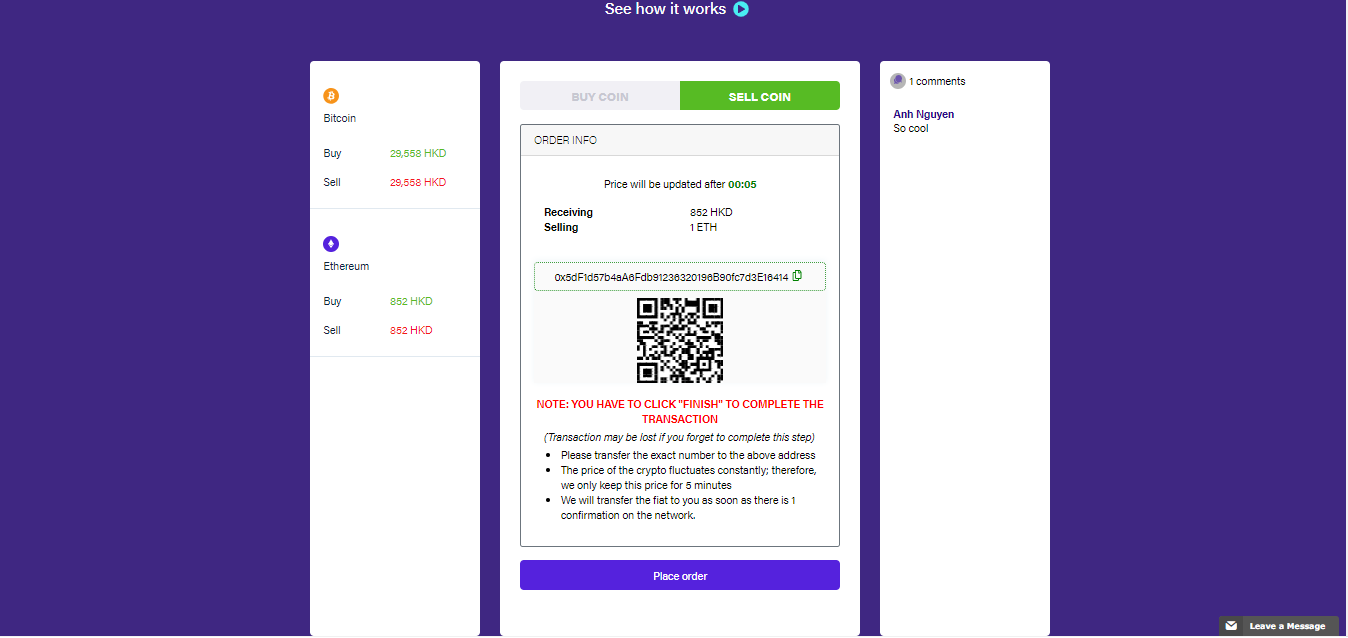 See how it works
Bitcoin
Buy 29,558 HKD
Sell 29,558 HKD
Ethereum
Buy 852 HKD
Sell 852 HKD
BUY COIN SELL COIN
ORDER INFO
Price will be updated after 00:05
Receiving 852 HKD
Selling 1 ETH
0x5dF1d57b4aA6Fdb91236320196B90fc7d3E16414
NOTE: YOU HAVE TO CLICK "FINISH" TO COMPLETE THE
TRANSACTION
(Transaction may be lost if you forget to complete this step)
Please transfer the exact number to the above address
The price of the crypto fluctuates constantly; therefore,
we only keep this price for 5 minutes
We will transfer the fiat to you as soon as there is 1
confirmation on the network.
Place order
1 comments
Anh Nguyen
So cool
Leave a Message